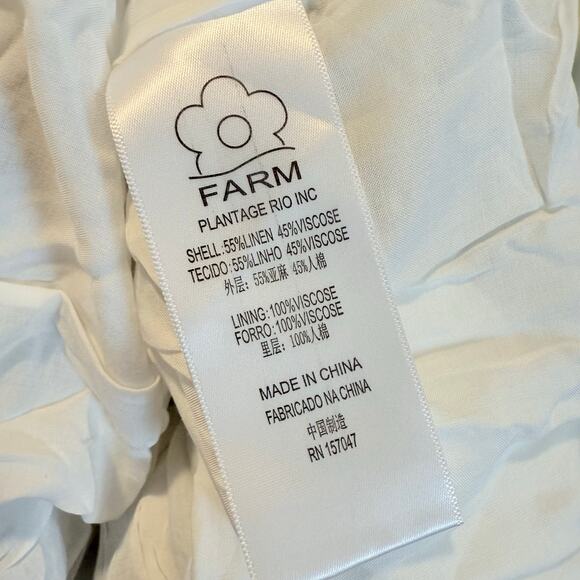 FARM
PLANTAGE RIO INC
SHELL:55%LINEN 45%VISCOSE
TECIDO:55%LINHO 45%VISCOSE
外层:55%亚麻 45%人棉
LINING:100%VISCOSE
FORRO:100%VISCOSE
里层:100%人棉
MADE IN CHINA
FABRICADO NA CHINA
中国制造
RN 157047